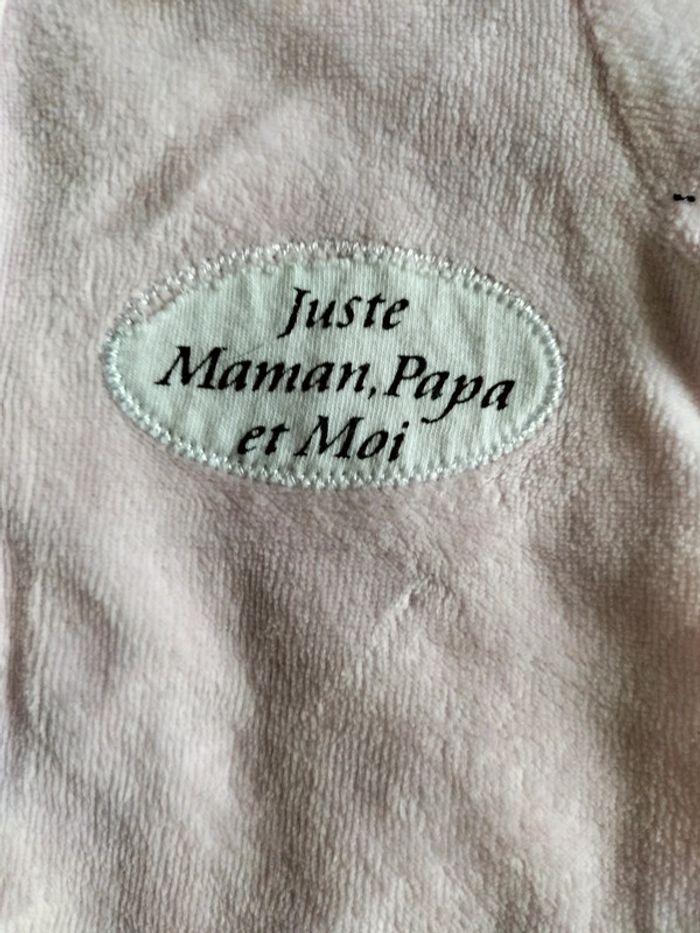 Juste
Maman, Papa
et Moi